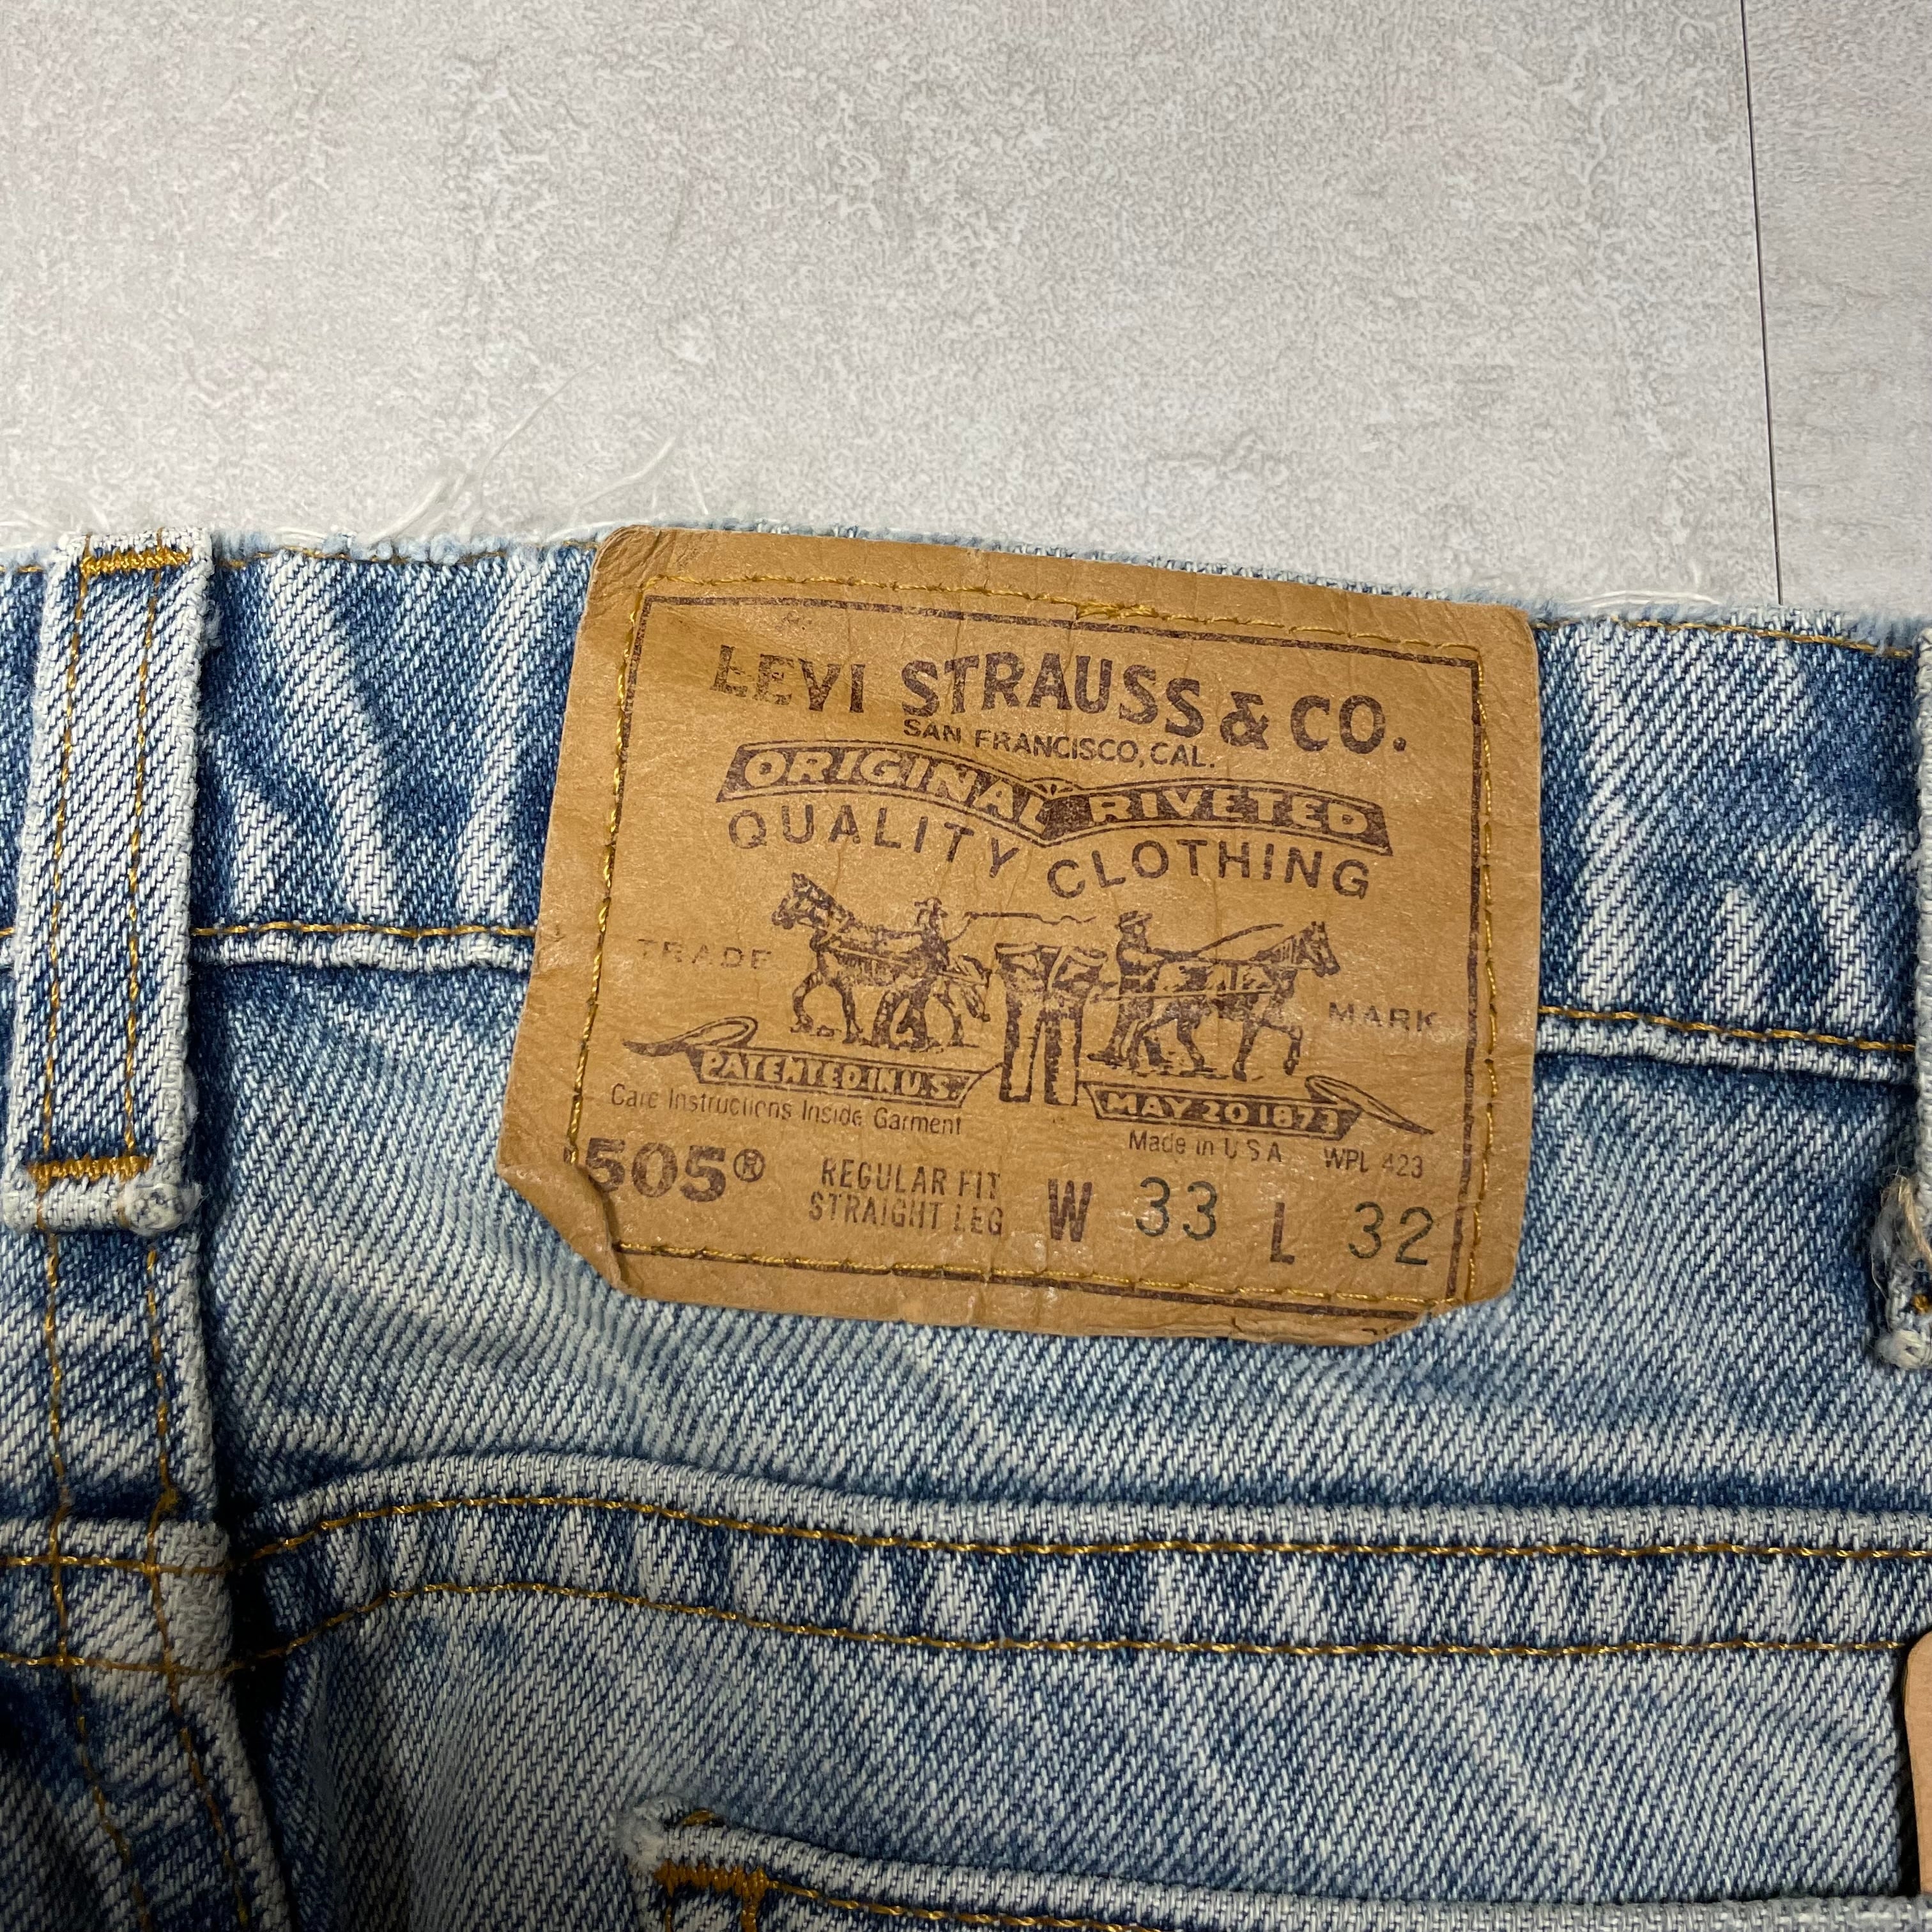 LEVI STRAUSS & CO.
SAN FRANCISCO, CAL.
ORIGINAL RIVETED
QUALITY CLOTHING
TRADE MARK
PATENTED IN U.S. MAY 20 1873
Care Instructions Inside Garment
Made in U S A WPL 423
505® REGULAR FIT
STRAIGHT LEG
W 33 L 32